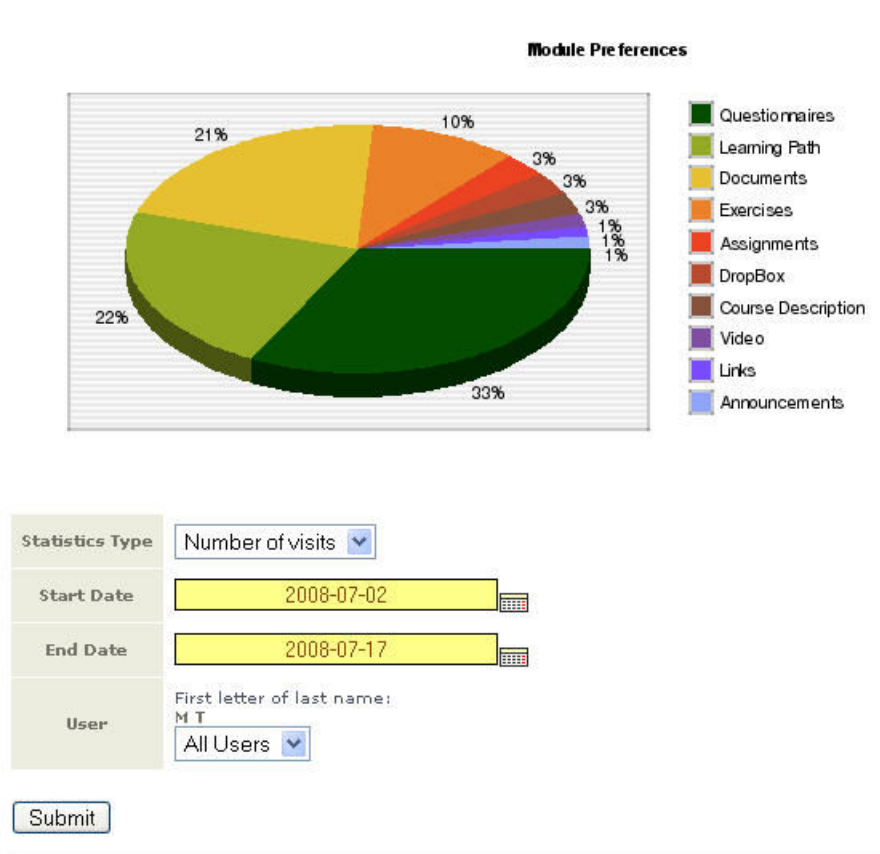 Module Preferences
21%
10%
3%
3%
3%
1%
1%
1%
22%
33%
Questionnaires
Learning Path
Documents
Exercises
Assignments
DropBox
Course Description
Video
Links
Announcements
Statistics Type
Number of visits
Start Date
2008-07-02
End Date
2008-07-17
User
First letter of last name:
M T
All Users
Submit